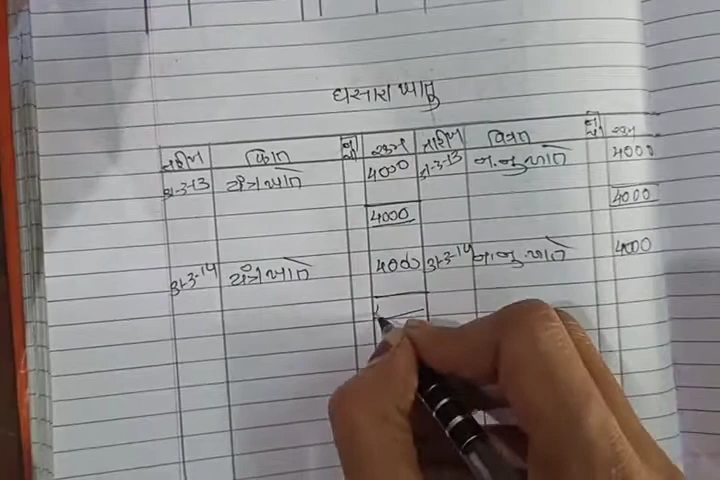 ઘસારા ખાતુ
તારીખ વિગત રકમ તારીખ વિગત રકમ
31-3-13 યંત્ર ખાતે 4000 31-3-13 ન.નુ ખાતે 4000
4000 4000
31-3-14 યંત્ર ખાતે 4000 31-3-14 ન.નુ ખાતે 4000